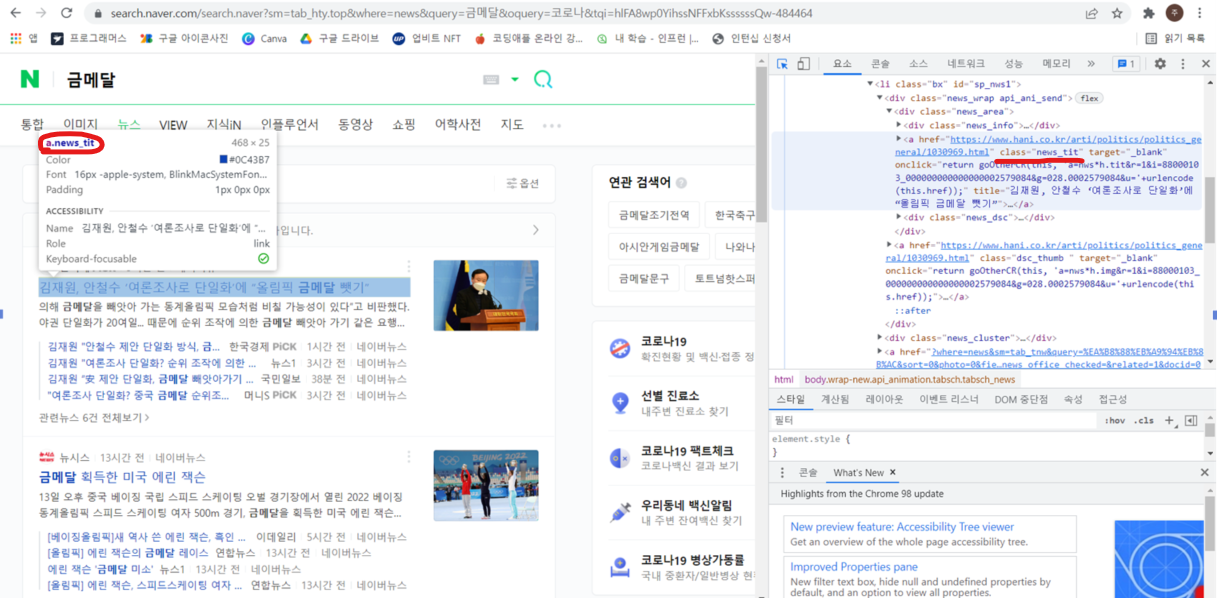 search.naver.com/search.naver?sm=tab_hty.top&where=news&query=금메달&oquery=코로나&tqi=hlFA8wp0YihssNFFxbKssssssQw-484464
앱 프로그래머스 구글 아이콘사진 Canva 구글 드라이브 업비트 NFT 코딩애플 온라인 강... 내 학습 - 인프런 |... 인턴십 신청서 읽기 목록
N 금메달
통합 이미지 뉴스 VIEW 지식iN 인플루언서 동영상 쇼핑 어학사전 지도
a.news_tit 468 × 25
Color #0C43B7
Font 16px -apple-system, BlinkMacSystemFon...
Padding 1px 0px 0px
ACCESSIBILITY
Name 김재원, 안철수 '여론조사로 단일화'에 "...
Role link
Keyboard-focusable
옵션
입니다.
김재원, 안철수 '여론조사로 단일화'에 "올림픽 금메달 뺏기"
의해 금메달을 빼앗아 가는 동계올림픽 모습처럼 비칠 가능성이 있다"고 비판했다.
야권 단일화가 20여일... 때문에 순위 조작에 의한 금메달 빼앗아 가기 같은 요행...
김재원 "안철수 제안 단일화 방식, 금... 한국경제 PiCK 1시간 전 네이버뉴스
김재원 "여론조사 단일화? 순위 조작에 의한 ... 뉴스1 3시간 전 네이버뉴스
김재원 "安 제안 단일화, 금메달 빼앗아가기 ... 국민일보 38분 전 네이버뉴스
"여론조사 단일화? 중국 금메달 순위조... 머니S PiCK 3시간 전 네이버뉴스
관련뉴스 6건 전체보기 >
뉴시스 13시간 전 네이버뉴스
금메달 획득한 미국 에린 잭슨
13일 오후 중국 베이징 국립 스피드 스케이팅 오벌 경기장에서 열린 2022 베이징
동계올림픽 스피드 스케이팅 여자 500m 경기, 금메달을 획득한 미국 에린 잭슨...
[베이징올림픽]새 역사 쓴 에린 잭슨, 흑인 ... 이데일리 5시간 전 네이버뉴스
[올림픽] 에린 잭슨의 금메달 레이스 연합뉴스 13시간 전 네이버뉴스
에린 잭슨 '금메달 미소' 뉴스1 13시간 전 네이버뉴스
[올림픽] 에린 잭슨, 스피드스케이팅 여자 ... 연합뉴스 13시간 전 네이버뉴스
BEIJING 2022
연관 검색어
금메달조기전역 한국축구
아시안게임금메달 나와나
금메달문구 토트넘핫스퍼
코로나19
확진현황 및 백신·접종 정
선별 진료소
내주변 진료소 찾기
코로나19 팩트체크
코로나백신 결과 보기
우리동네 백신알림
내 주변 잔여백신 찾기
코로나19 병상가동률
국내 중환자/일반병상 현
요소 콘솔 소스 네트워크 성능 메모리 » 1
▼<li class="bx" id="sp_nws1">
▼<div class="news_wrap api_ani_send"> flex
▼<div class="news_area">
▶<div class="news_info">…</div>
▶<a href="https://www.hani.co.kr/arti/politics/politics_ge
neral/1030969.html" class="news_tit" target="_blank"
onclick="return goOtherCR(this, 'a=nws*h.tit&r=1&i=8800010
3_000000000000000002579084&g=028.0002579084&u='+urlencode
(this.href));" title="김재원, 안철수 '여론조사로 단일화'에
"올림픽 금메달 뺏기"">…</a>
▶<div class="news_dsc">…</div>
</div>
▶<a href="https://www.hani.co.kr/arti/politics/politics_gene
ral/1030969.html" class="dsc_thumb " target="_blank"
onclick="return goOtherCR(this, 'a=nws*h.img&r=1&i=88000103_
000000000000000002579084&g=028.0002579084&u='+urlencode(thi
s.href));">…</a>
::after
</div>
▶<div class="news_cluster">…</div>
▶<a href="?where=news&sm=tab_tnw&query=%EA%B8%88%EB%A9%94%EB%8
B%AC&sort=0&photo=0&fie…news_office_checked=&related=1&docid=0
html body.wrap-new.api_animation.tabsch.tabsch_news
스타일 계산됨 레이아웃 이벤트 리스너 DOM 중단점 속성 접근성
필터 :hov .cls +
element.style {
}
콘솔 What's New ×
Highlights from the Chrome 98 update
New preview feature: Accessibility Tree viewer
Get an overview of the whole page accessibility tree.
Improved Properties pane
New filter text box, hide null and undefined properties by
default, and an option to view all properties.